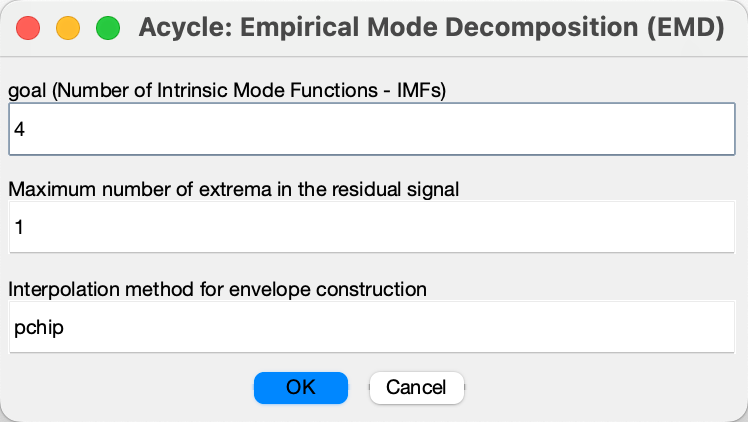 Acycle: Empirical Mode Decomposition (EMD)
goal (Number of Intrinsic Mode Functions - IMFs)
4
Maximum number of extrema in the residual signal
1
Interpolation method for envelope construction
pchip
OK Cancel